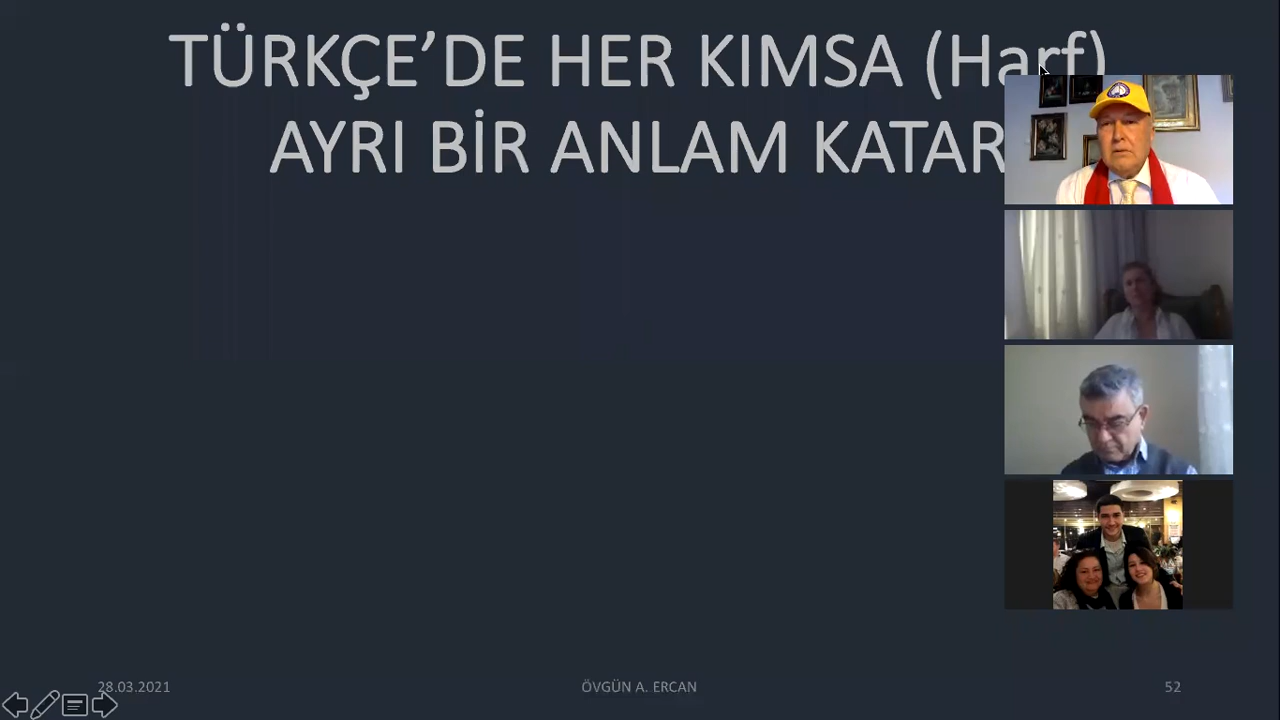 TÜRKÇE'DE HER KIMSA (Harf)
AYRI BİR ANLAM KATAR
28.03.2021
ÖVGÜN A. ERCAN
52